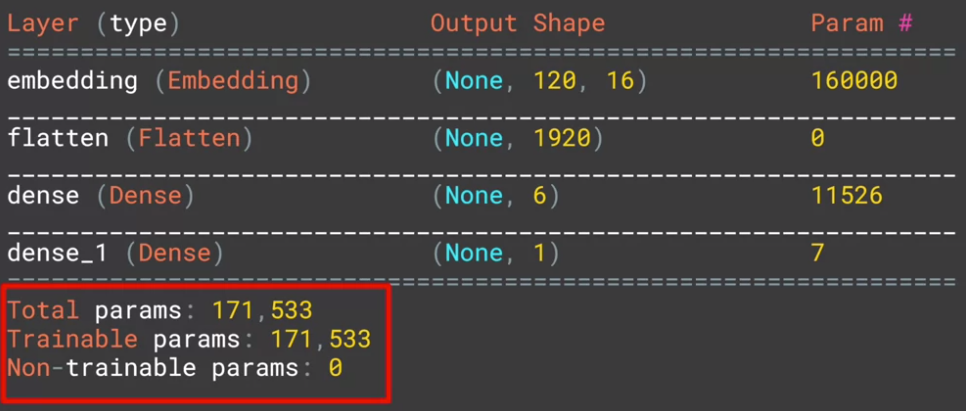 Layer (type) Output Shape Param #
=================================================================
embedding (Embedding) (None, 120, 16) 160000
_________________________________________________________________
flatten (Flatten) (None, 1920) 0
_________________________________________________________________
dense (Dense) (None, 6) 11526
_________________________________________________________________
dense_1 (Dense) (None, 1) 7
=================================================================
Total params: 171,533
Trainable params: 171,533
Non-trainable params: 0